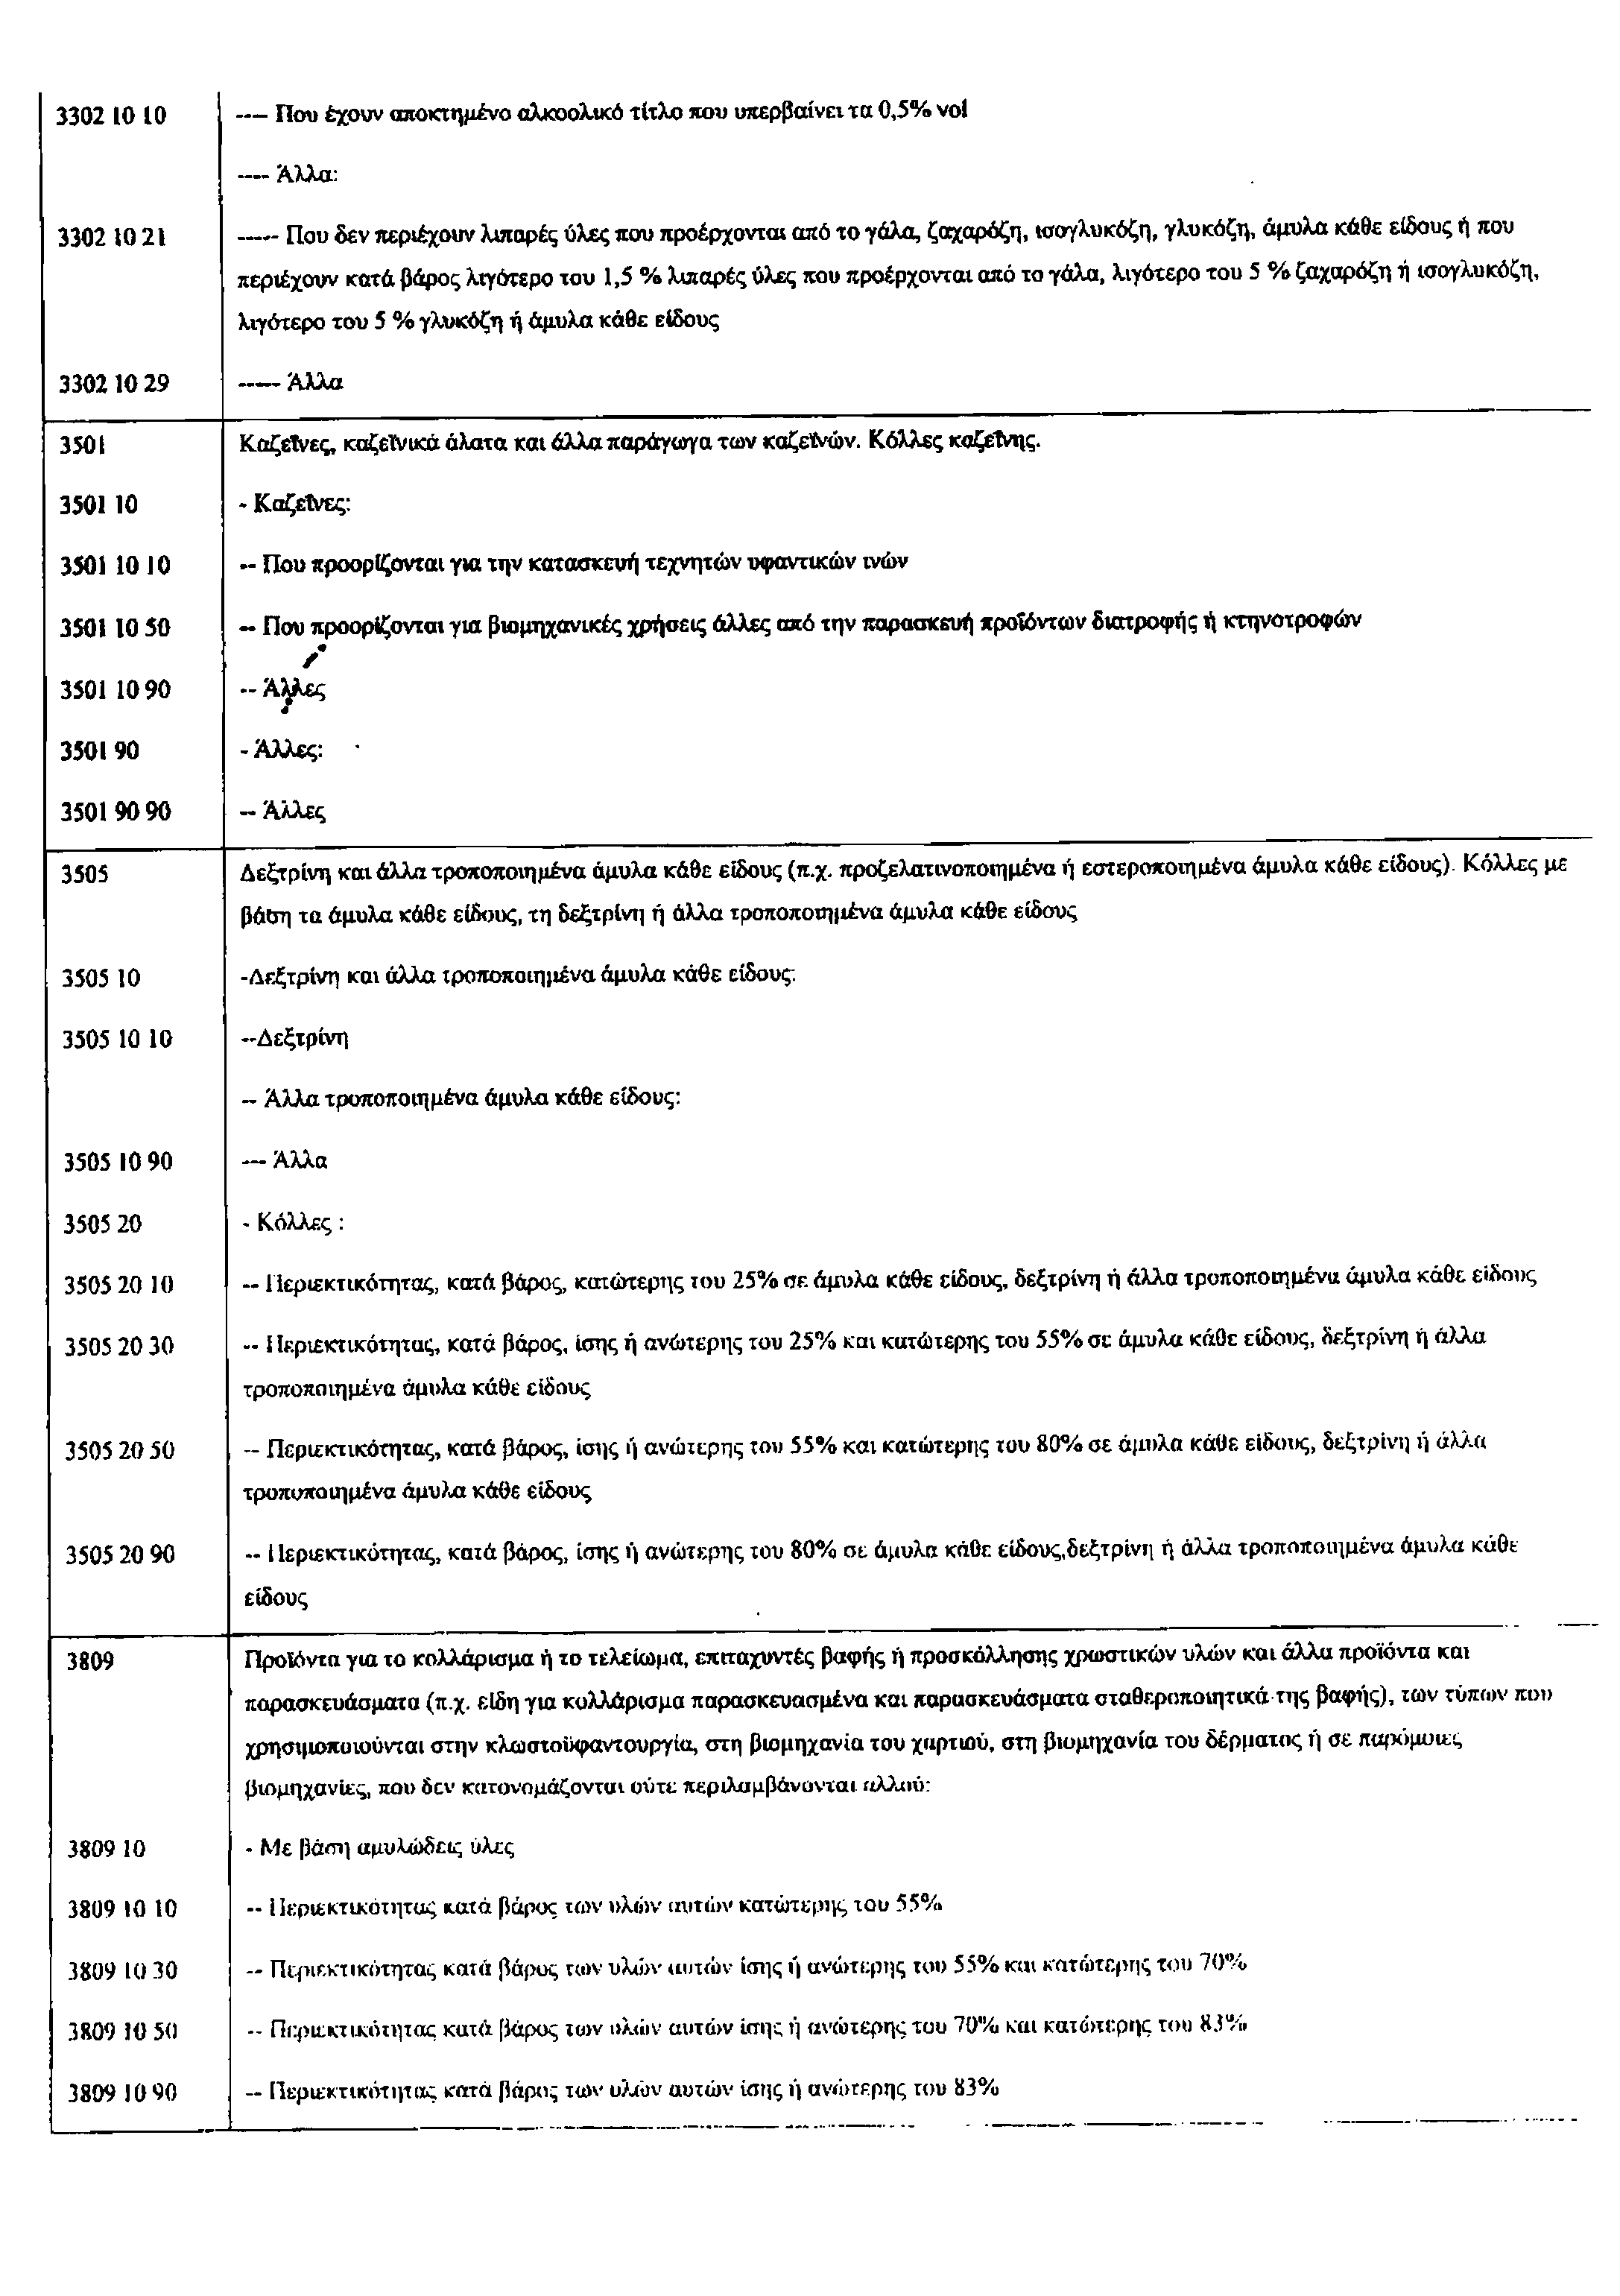 3302 10 10 ---- Που έχουν αποκτημένο αλκοολικό τίτλο που υπερβαίνει τα 0,5% vol
---- Άλλα:
3302 10 21 ----- Που δεν περιέχουν λιπαρές ύλες που προέρχονται από το γάλα, ζαχαρόζη, ισογλυκόζη, γλυκόζη, άμυλα κάθε είδους ή που
περιέχουν κατά βάρος λιγότερο του 1,5 % λιπαρές ύλες που προέρχονται από το γάλα, λιγότερο του 5 % ζαχαρόζη ή ισογλυκόζη,
λιγότερο του 5 % γλυκόζη ή άμυλα κάθε είδους
3302 10 29 ----- Άλλα
3501 Καζεΐνες, καζεϊνικά άλατα και άλλα παράγωγα των καζεϊνών. Κόλλες καζεΐνης.
3501 10 - Καζεΐνες:
3501 10 10 -- Που προορίζονται για την κατασκευή τεχνητών υφαντικών ινών
3501 10 50 -- Που προορίζονται για βιομηχανικές χρήσεις άλλες από την παρασκευή προϊόντων διατροφής ή κτηνοτροφών
3501 10 90 -- Άλλες
3501 90 - Άλλες:
3501 90 90 -- Άλλες
3505 Δεξτρίνη και άλλα τροποποιημένα άμυλα κάθε είδους (π.χ. προζελατινοποιημένα ή εστεροποιημένα άμυλα κάθε είδους). Κόλλες με
βάση τα άμυλα κάθε είδους, τη δεξτρίνη ή άλλα τροποποιημένα άμυλα κάθε είδους
3505 10 -Δεξτρίνη και άλλα τροποποιημένα άμυλα κάθε είδους:
3505 10 10 --Δεξτρίνη
-- Άλλα τροποποιημένα άμυλα κάθε είδους:
3505 10 90 --- Άλλα
3505 20 - Κόλλες :
3505 20 10 -- Περιεκτικότητας, κατά βάρος, κατώτερης του 25% σε άμυλα κάθε είδους, δεξτρίνη ή άλλα τροποποιημένα άμυλα κάθε είδους
3505 20 30 -- Περιεκτικότητας, κατά βάρος, ίσης ή ανώτερης του 25% και κατώτερης του 55% σε άμυλα κάθε είδους, δεξτρίνη ή άλλα
τροποποιημένα άμυλα κάθε είδους
3505 20 50 -- Περιεκτικότητας, κατά βάρος, ίσης ή ανώτερης του 55% και κατώτερης του 80% σε άμυλα κάθε είδους, δεξτρίνη ή άλλα
τροποποιημένα άμυλα κάθε είδους
3505 20 90 -- Περιεκτικότητας, κατά βάρος, ίσης ή ανώτερης του 80% σε άμυλα κάθε είδους,δεξτρίνη ή άλλα τροποποιημένα άμυλα κάθε
είδους
3809 Προϊόντα για το κολλάρισμα ή το τελείωμα, επιταχυντές βαφής ή προσκόλλησης χρωστικών υλών και άλλα προϊόντα και
παρασκευάσματα (π.χ. είδη για κολλάρισμα παρασκευασμένα και παρασκευάσματα σταθεροποιητικά της βαφής), των τύπων που
χρησιμοποιούνται στην κλωστοϋφαντουργία, στη βιομηχανία του χαρτιού, στη βιομηχανία του δέρματος ή σε παρόμοιες
βιομηχανίες, που δεν κατονομάζονται ούτε περιλαμβάνονται αλλού:
3809 10 - Με βάση αμυλώδεις ύλες
3809 10 10 -- Περιεκτικότητας κατά βάρος των υλών αυτών κατώτερης του 55%
3809 10 30 -- Περιεκτικότητας κατά βάρος των υλών αυτών ίσης ή ανώτερης του 55% και κατώτερης του 70%
3809 10 50 -- Περιεκτικότητας κατά βάρος των υλών αυτών ίσης ή ανώτερης του 70% και κατώτερης του 83%
3809 10 90 -- Περιεκτικότητας κατά βάρος των υλών αυτών ίσης ή ανώτερης του 83%